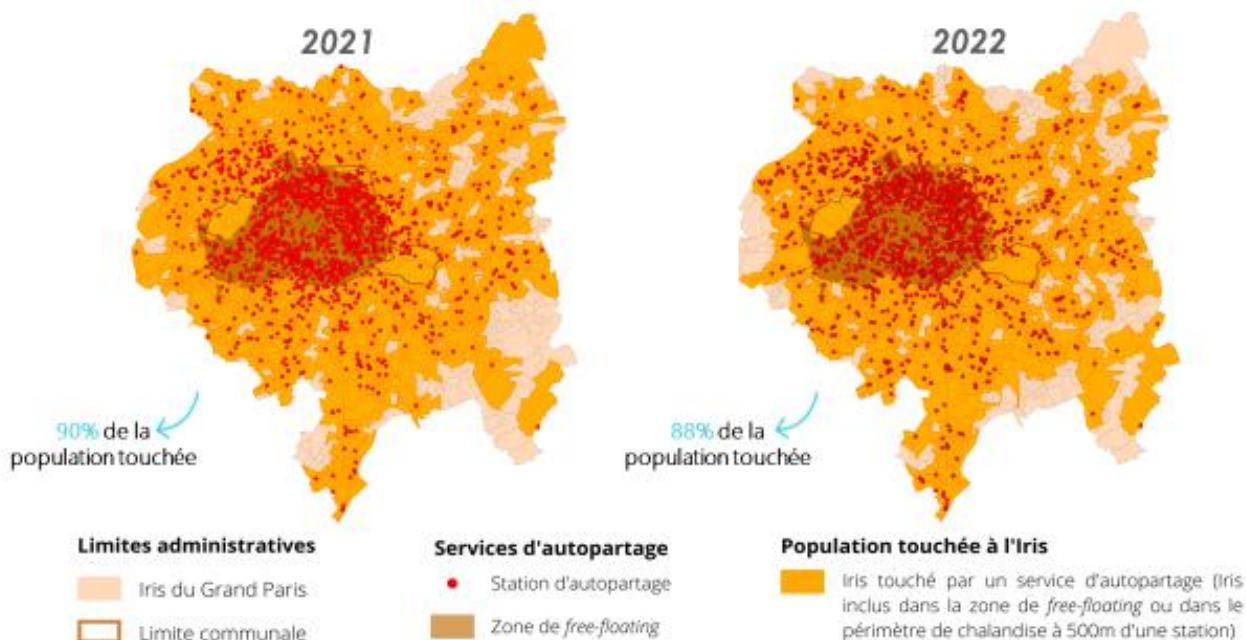 2021
2022
90% de la
population touchée
88% de la
population touchée
Limites administratives
Iris du Grand Paris
Limite communale
Services d'autopartage
Station d'autopartage
Zone de free-floating
Population touchée à l'Iris
Iris touché par un service d'autopartage (Iris
inclus dans la zone de free-floating ou dans le
périmètre de chalandise à 500m d'une station)